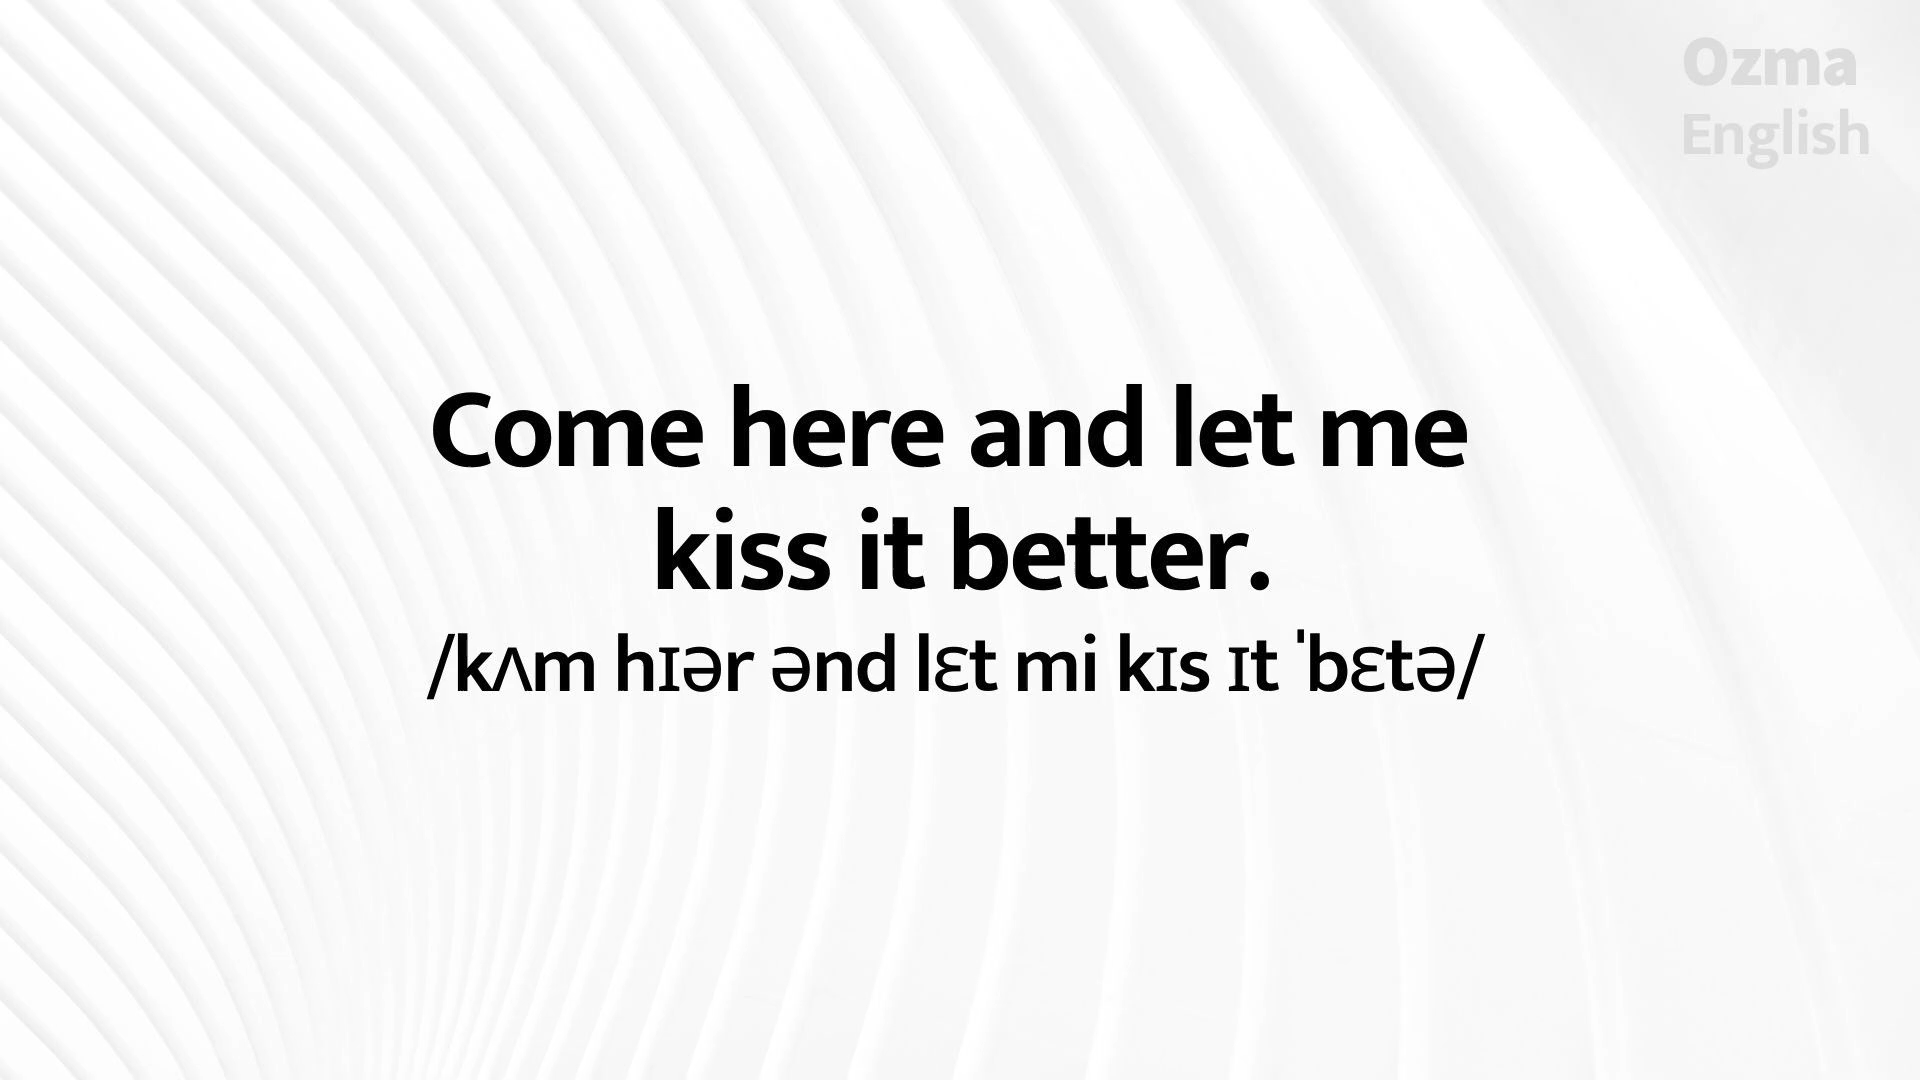 Ozma
English
Come here and let me
kiss it better.
/kʌm hɪər ənd lɛt mi kɪs ɪt ˈbɛtə/